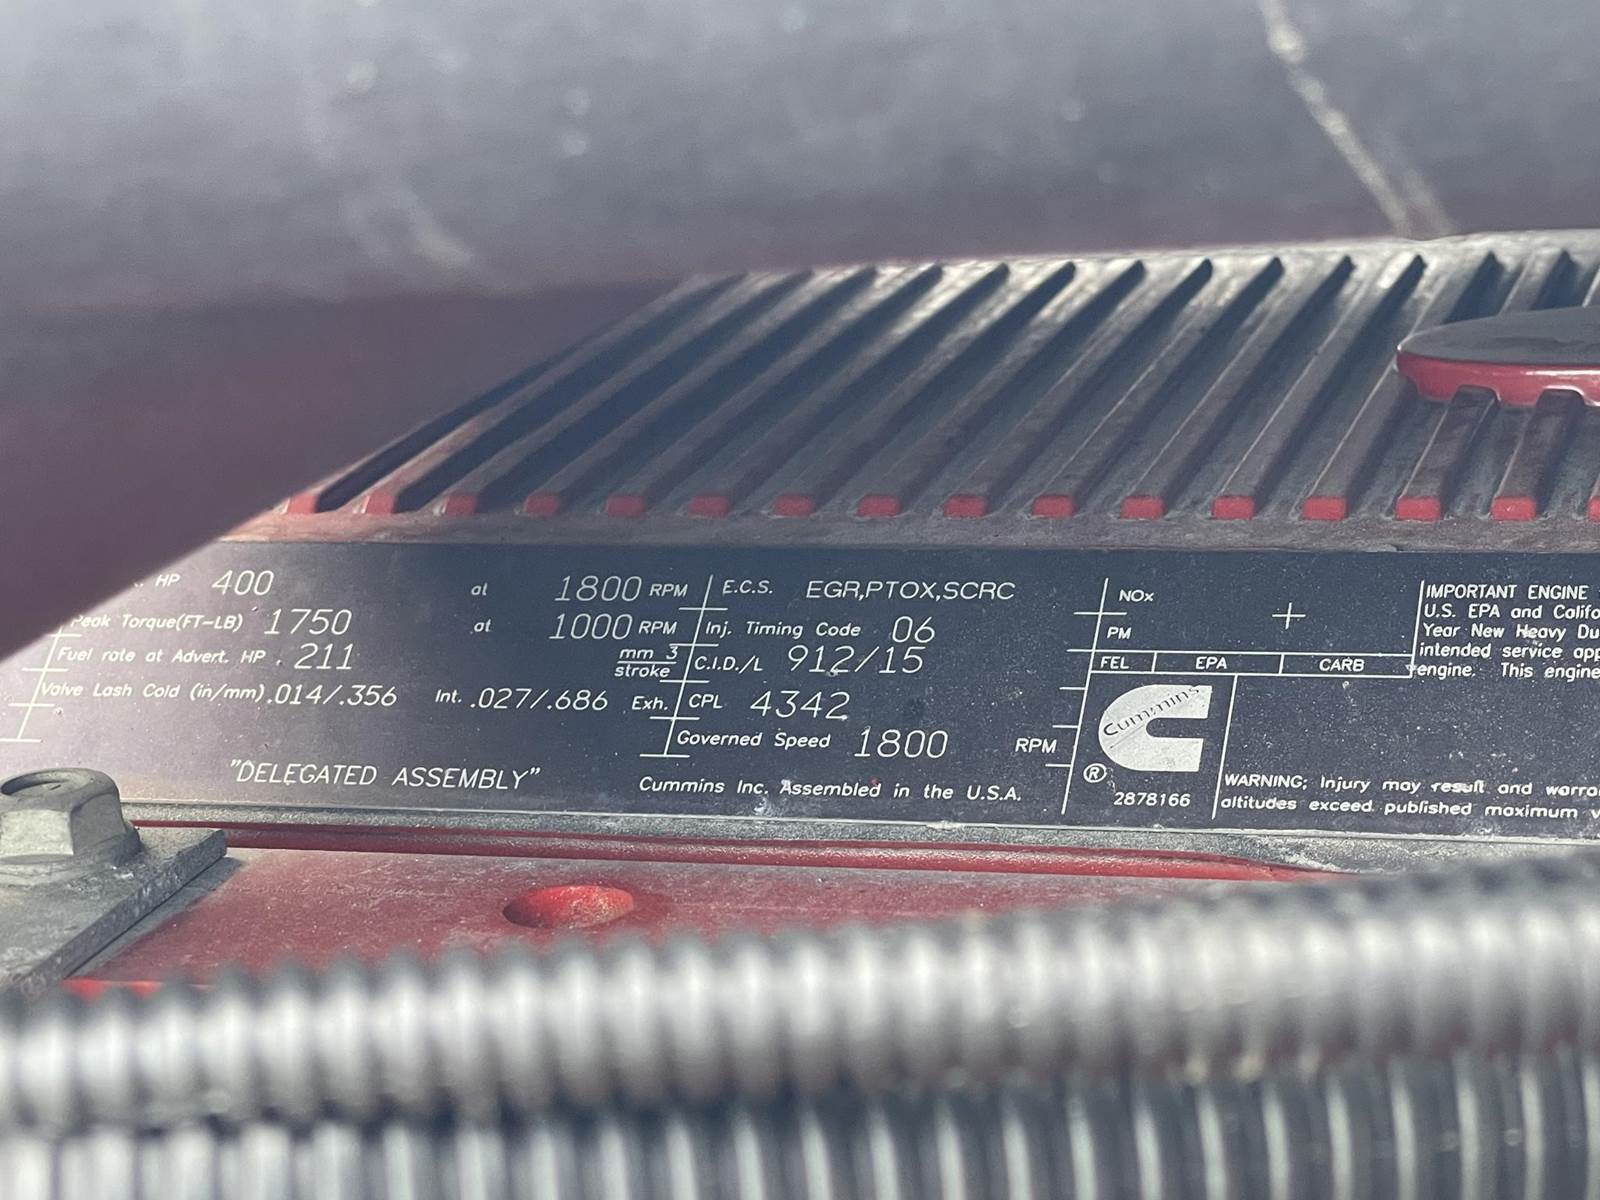 HP 400 at 1800 RPM
Peak Torque(FT-LB) 1750 at 1000 RPM
Fuel rate at Advert. HP . 211 mm 3
stroke
Valve Lash Cold (in/mm) .014/.356 Int. .027/.686 Exh.
"DELEGATED ASSEMBLY"
E.C.S. EGR,PTOX,SCRC
Inj. Timing Code 06
C.I.D./L 912/15
CPL 4342
Governed Speed 1800 RPM
Cummins Inc. Assembled in the U.S.A.
NOx +
PM
FEL EPA CARB
Cummins
®
2878166
IMPORTANT ENGINE
U.S. EPA and Califo
Year New Heavy Du
intended service app
engine. This engine
WARNING; Injury may result and warra
altitudes exceed published maximum v